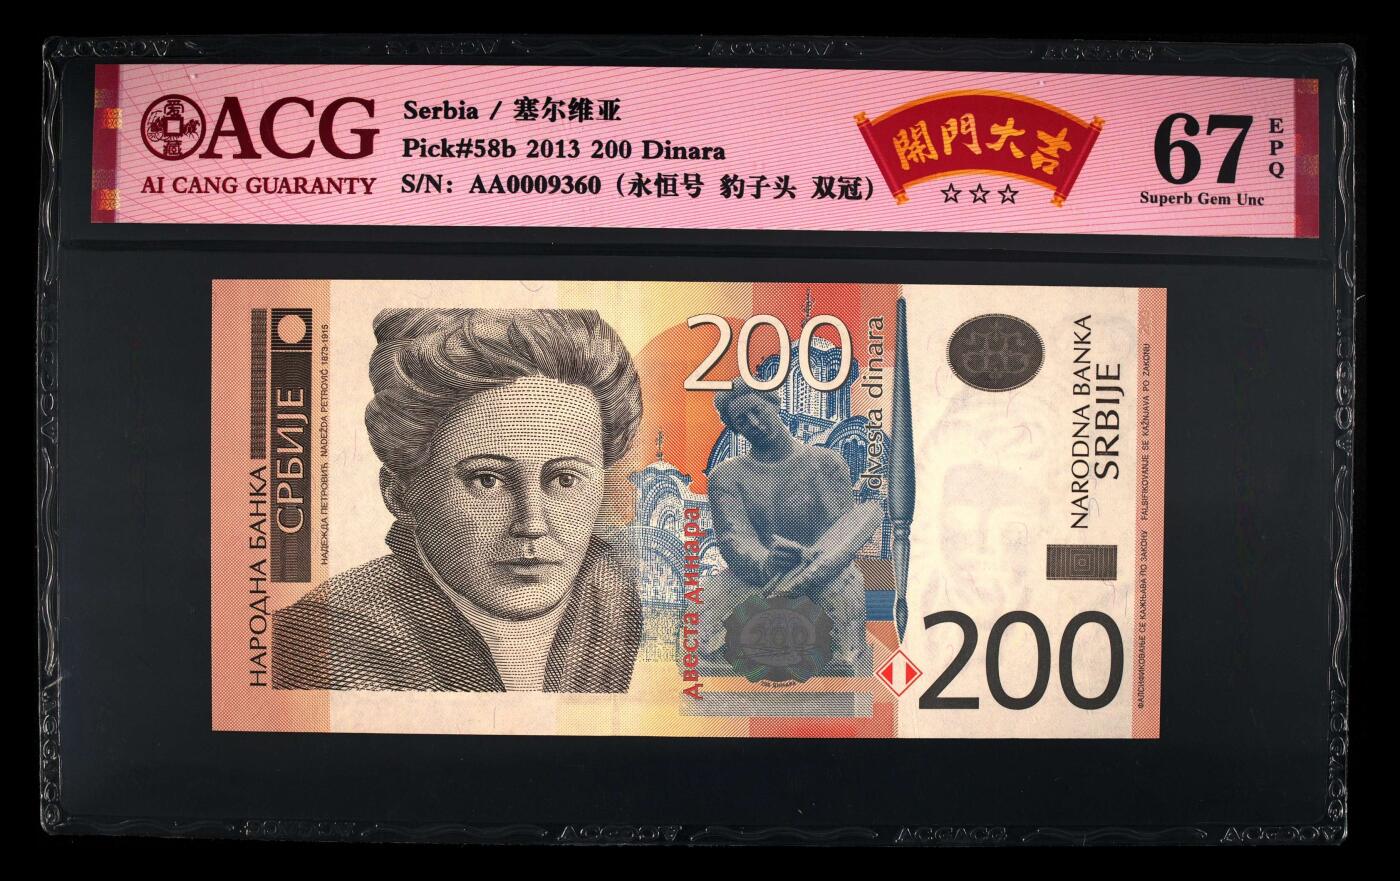 ACG
AI CANG GUARANTY
Serbia / 塞尔维亚
Pick#58b 2013 200 Dinara
S/N: AA0009360 (永恒号 豹子头 双冠)
開門大吉
67
EPQ
Superb Gem Unc
НАРОДНА БАНКА
СРБИЈЕ
НАДЕЖДА ПЕТРОВИЋ NADEŽDA PETROVIĆ 1873-1915
200
dvesta dinara
двеста динара
200
NARODNA BANKA
SRBIJE
ФАЛСИФИКОВАЊЕ СЕ КАЖЊАВА ПО ЗАКОНУ FALSIFIKOVANJE SE KAŽNJAVA PO ZAKONU
200